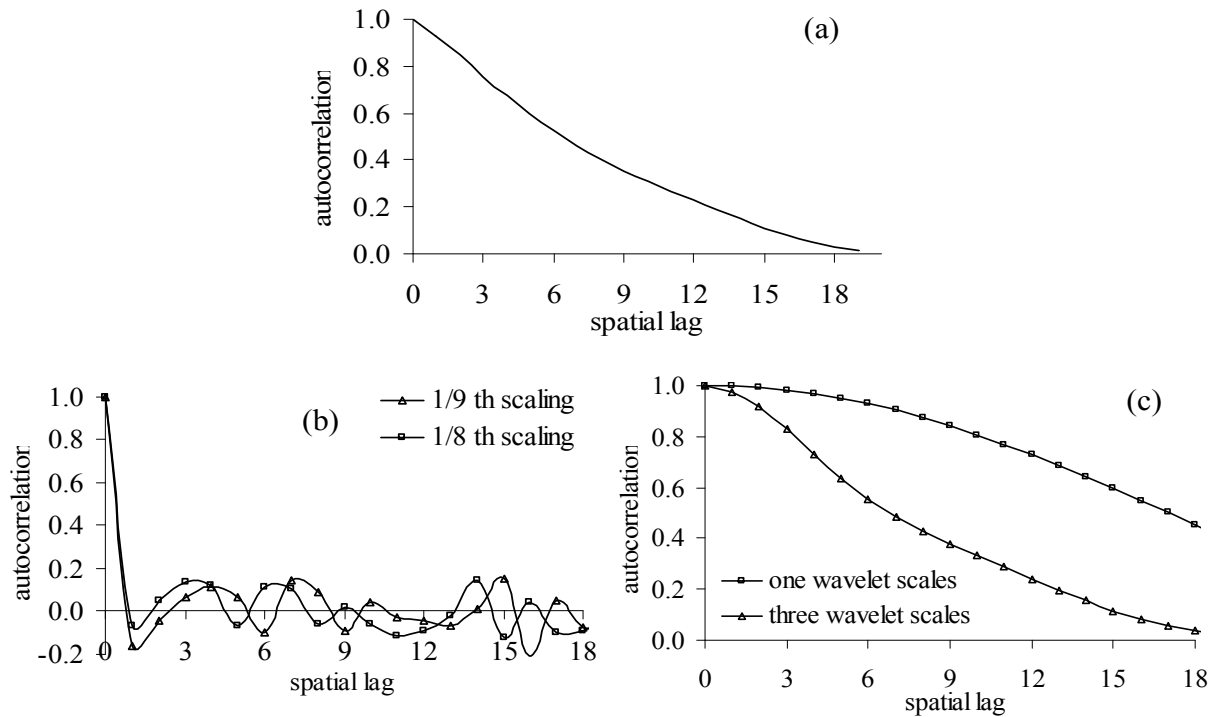 (a)
autocorrelation
1.0
0.8
0.6
0.4
0.2
0.0
0 3 6 9 12 15 18
spatial lag
(b)
1/9 th scaling
1/8 th scaling
autocorrelation
1.0
0.8
0.6
0.4
0.2
0.0
-0.2
0 3 6 9 12 15 18
spatial lag
(c)
autocorrelation
1.0
0.8
0.6
0.4
0.2
0.0
one wavelet scales
three wavelet scales
0 3 6 9 12 15 18
spatial lag